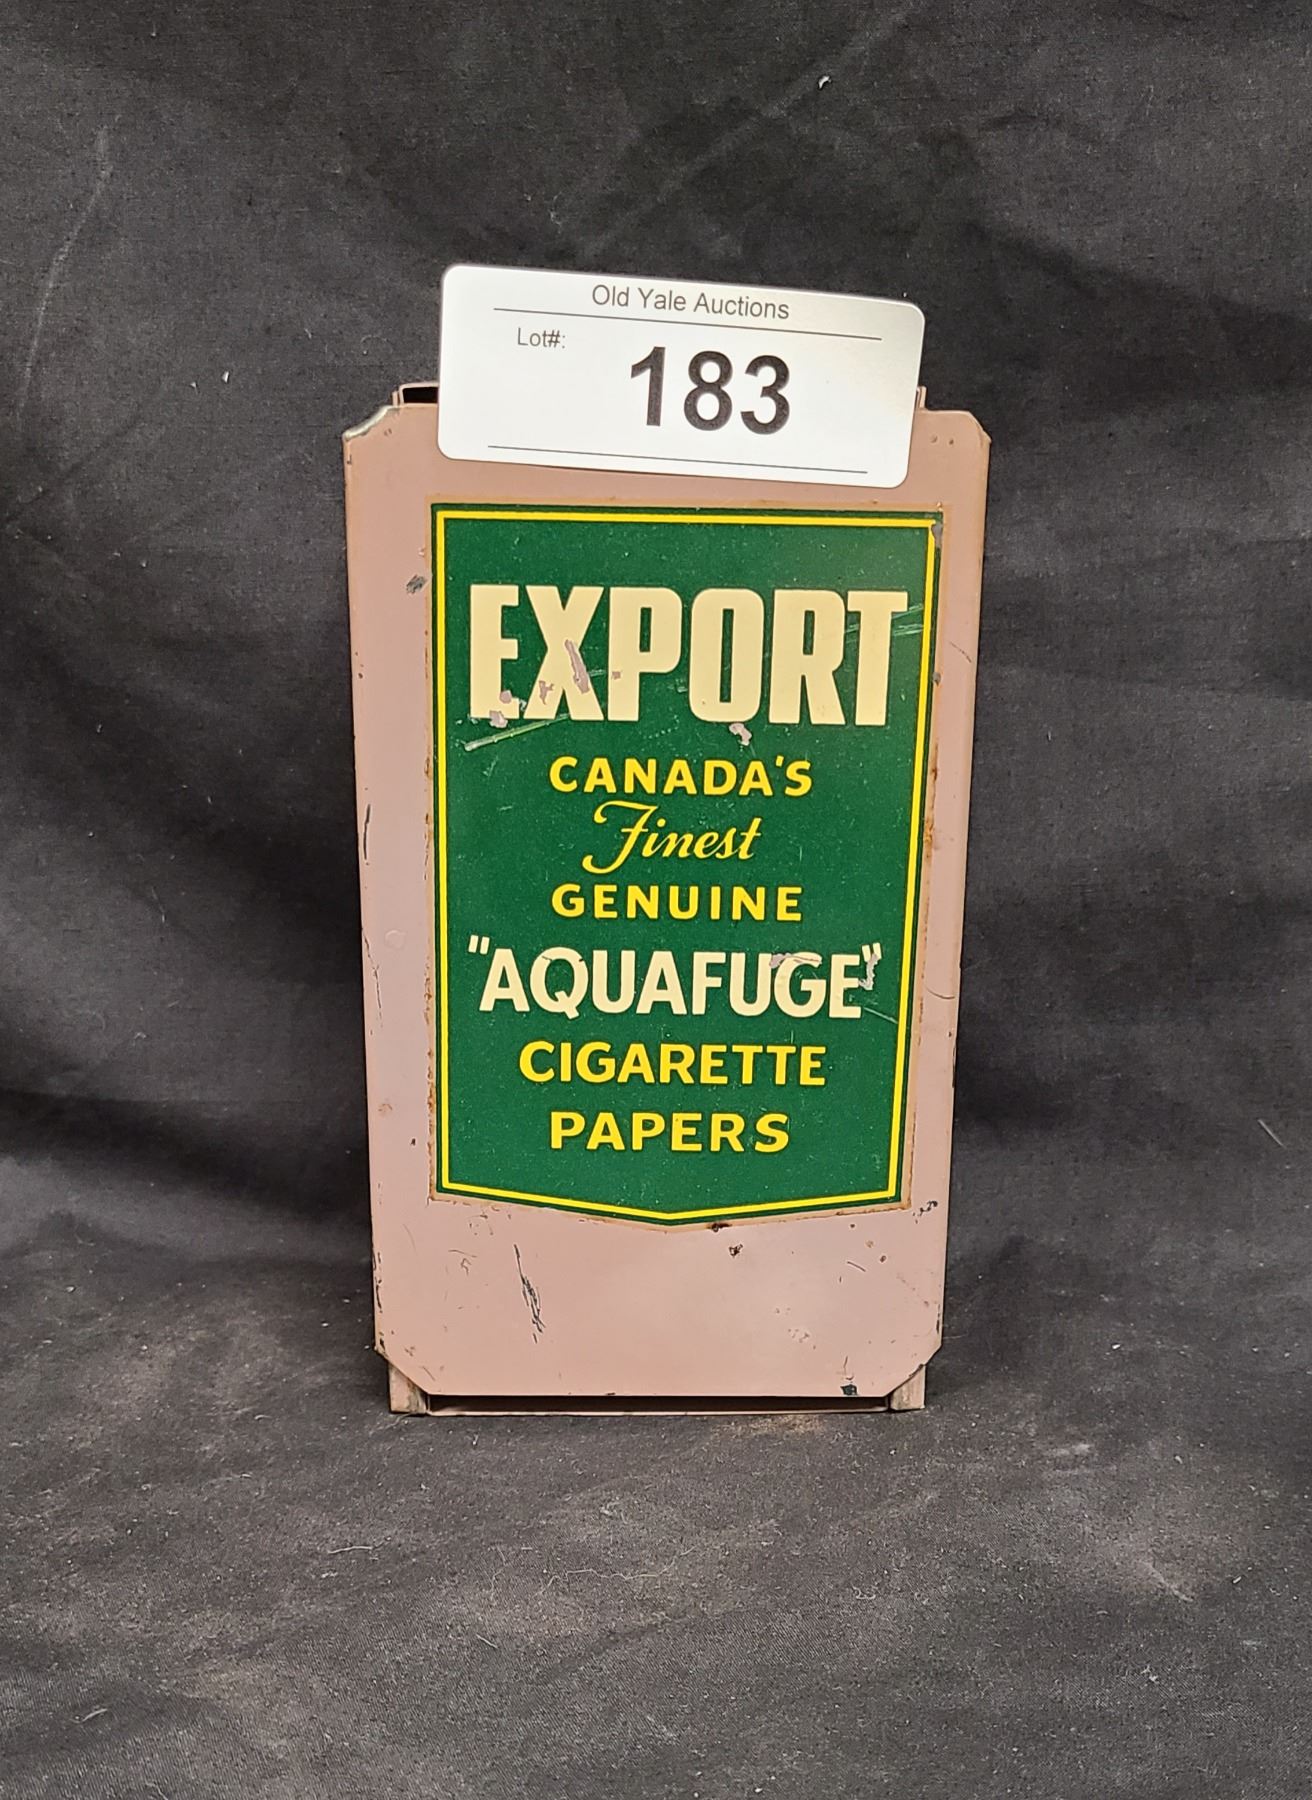 Old Yale Auctions
Lot#:
183
EXPORT
CANADA'S
Finest
GENUINE
"AQUAFUGE"
CIGARETTE
PAPERS